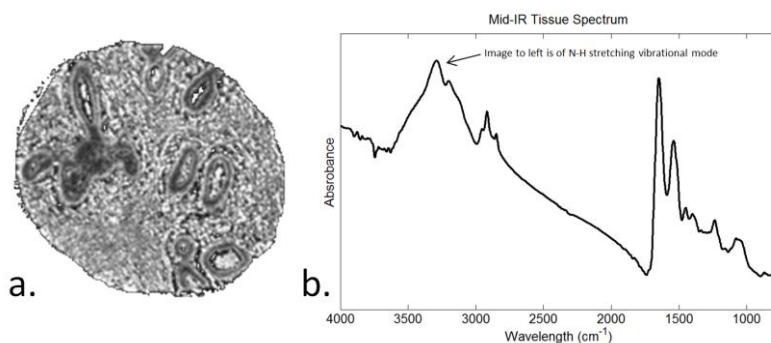 Mid-IR Tissue Spectrum
Image to left is of N-H stretching vibrational mode
Absrobance
4000 3500 3000 2500 2000 1500 1000
Wavelength (cm⁻¹)
a.
b.